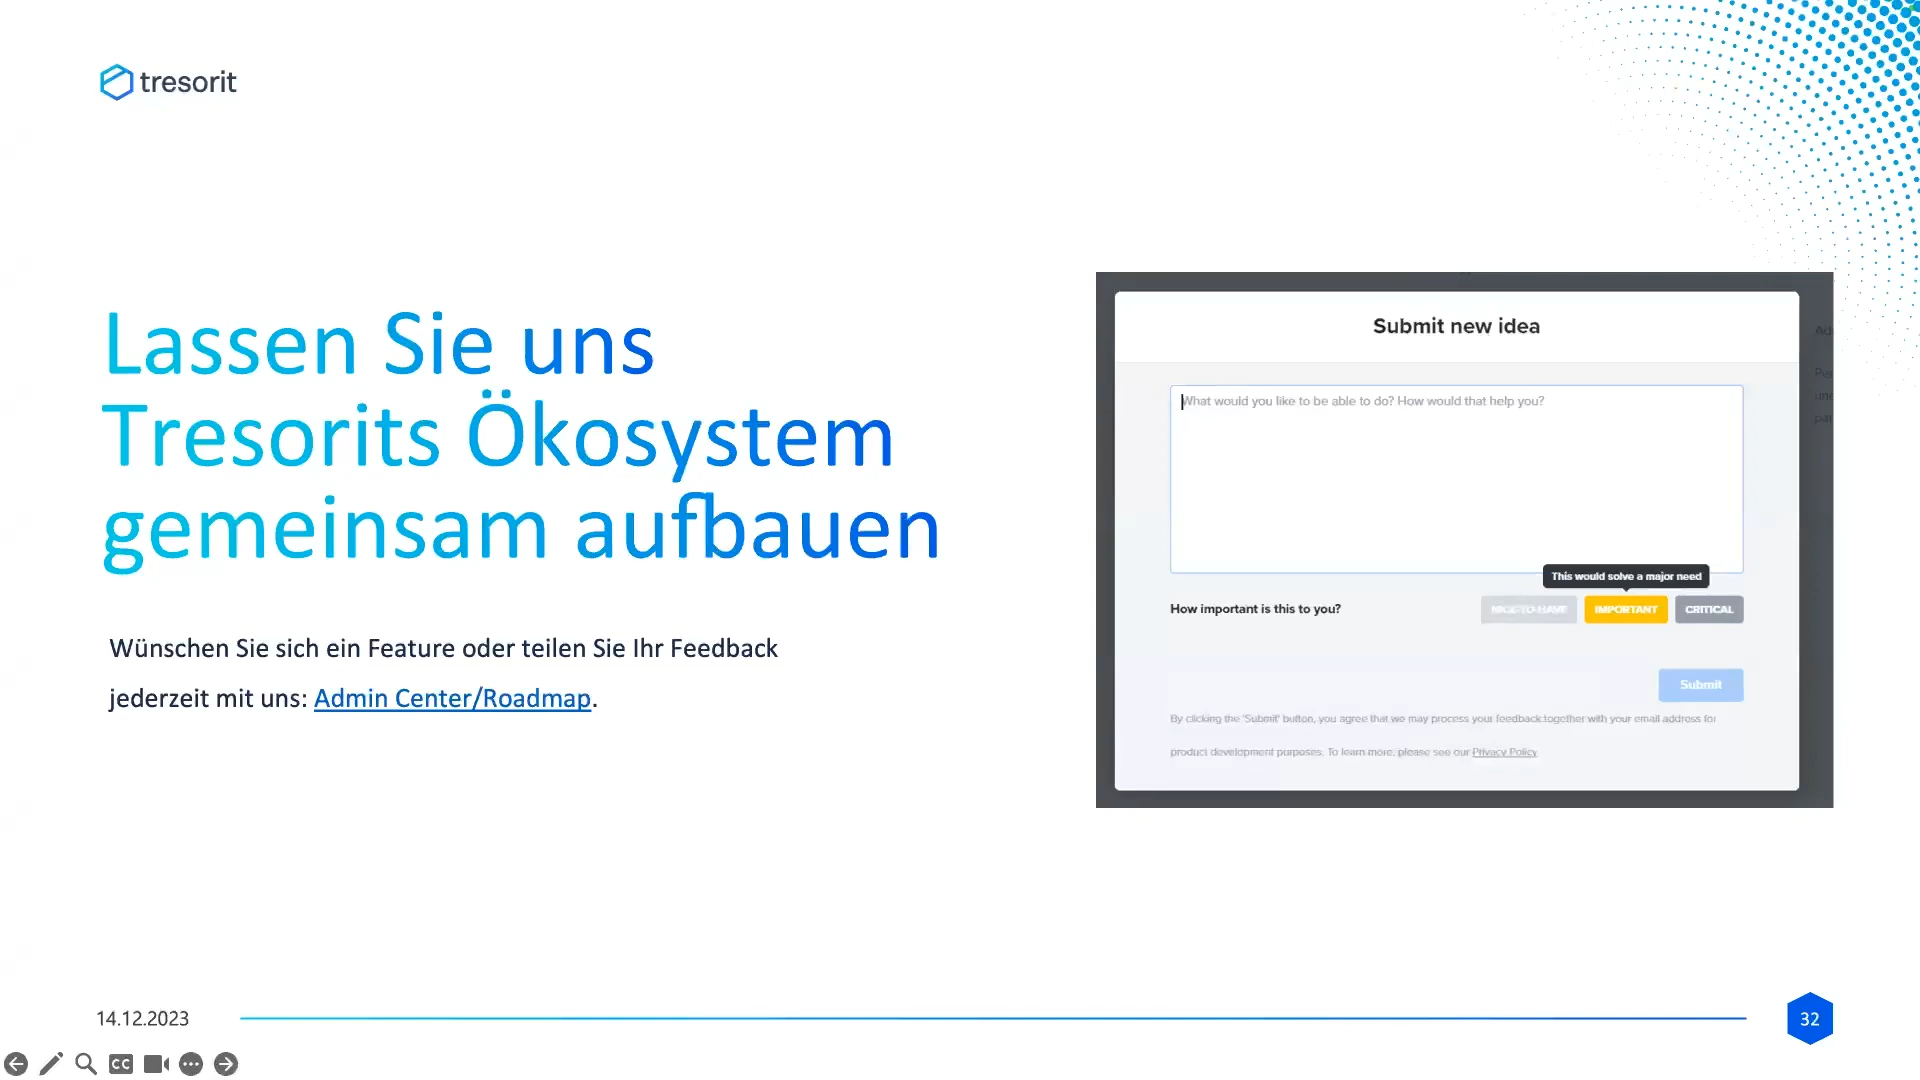 tresorit
Lassen Sie uns
Tresorits Ökosystem
gemeinsam aufbauen
Wünschen Sie sich ein Feature oder teilen Sie Ihr Feedback
jederzeit mit uns: Admin Center/Roadmap.
Submit new idea
What would you like to be able to do? How would that help you?
This would solve a major need
How important is this to you?
NICE-TO-HAVE IMPORTANT CRITICAL
Submit
By clicking the 'Submit' button, you agree that we may process your feedback together with your email address for
product development purposes. To learn more, please see our Privacy Policy
14.12.2023
32
CC